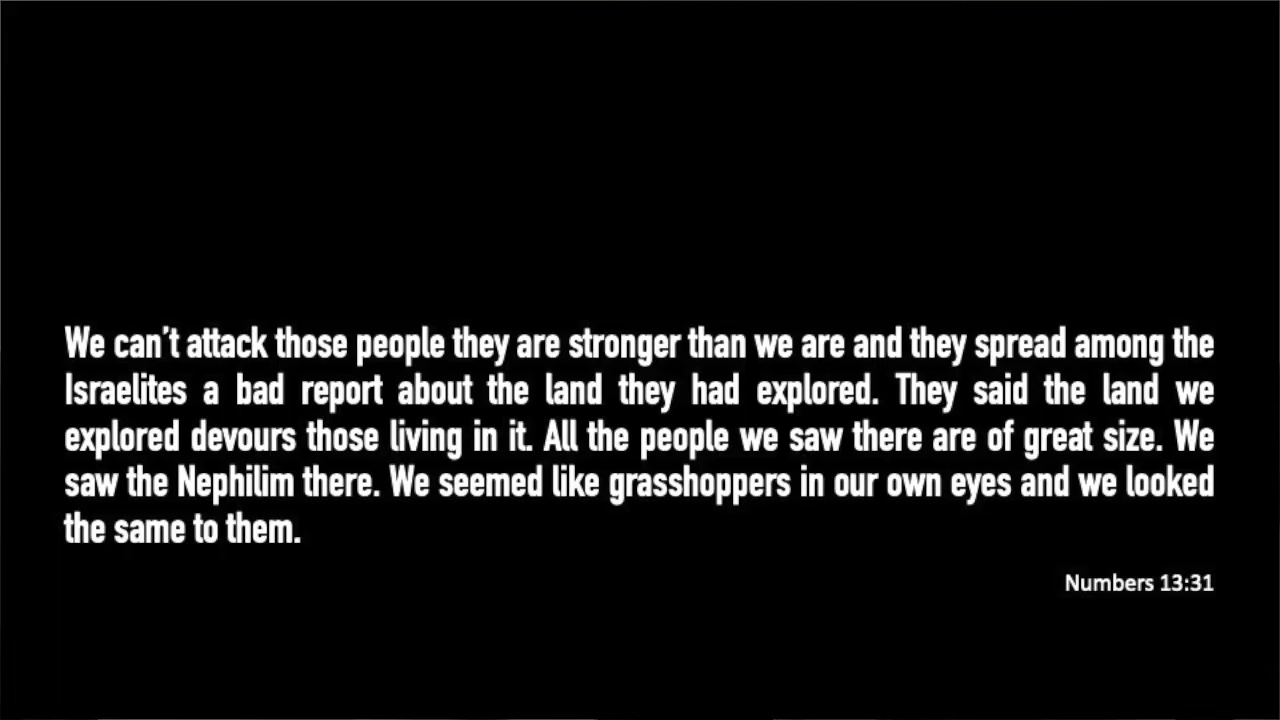 We can't attack those people they are stronger than we are and they spread among the
Israelites a bad report about the land they had explored. They said the land we
explored devours those living in it. All the people we saw there are of great size. We
saw the Nephilim there. We seemed like grasshoppers in our own eyes and we looked
the same to them.
Numbers 13:31